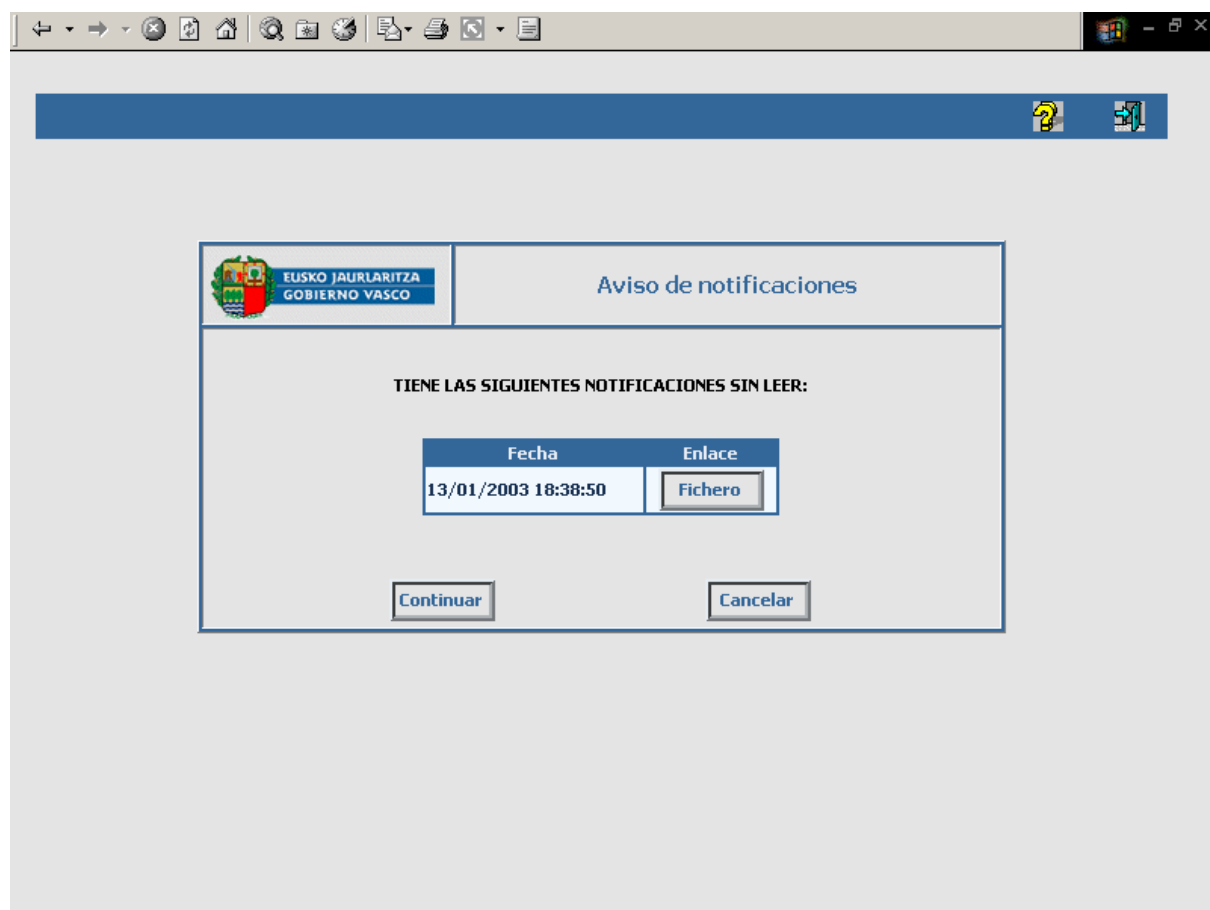 EUSKO JAURLARITZA
GOBIERNO VASCO
Aviso de notificaciones
TIENE LAS SIGUIENTES NOTIFICACIONES SIN LEER:
Fecha Enlace
13/01/2003 18:38:50 Fichero
Continuar Cancelar